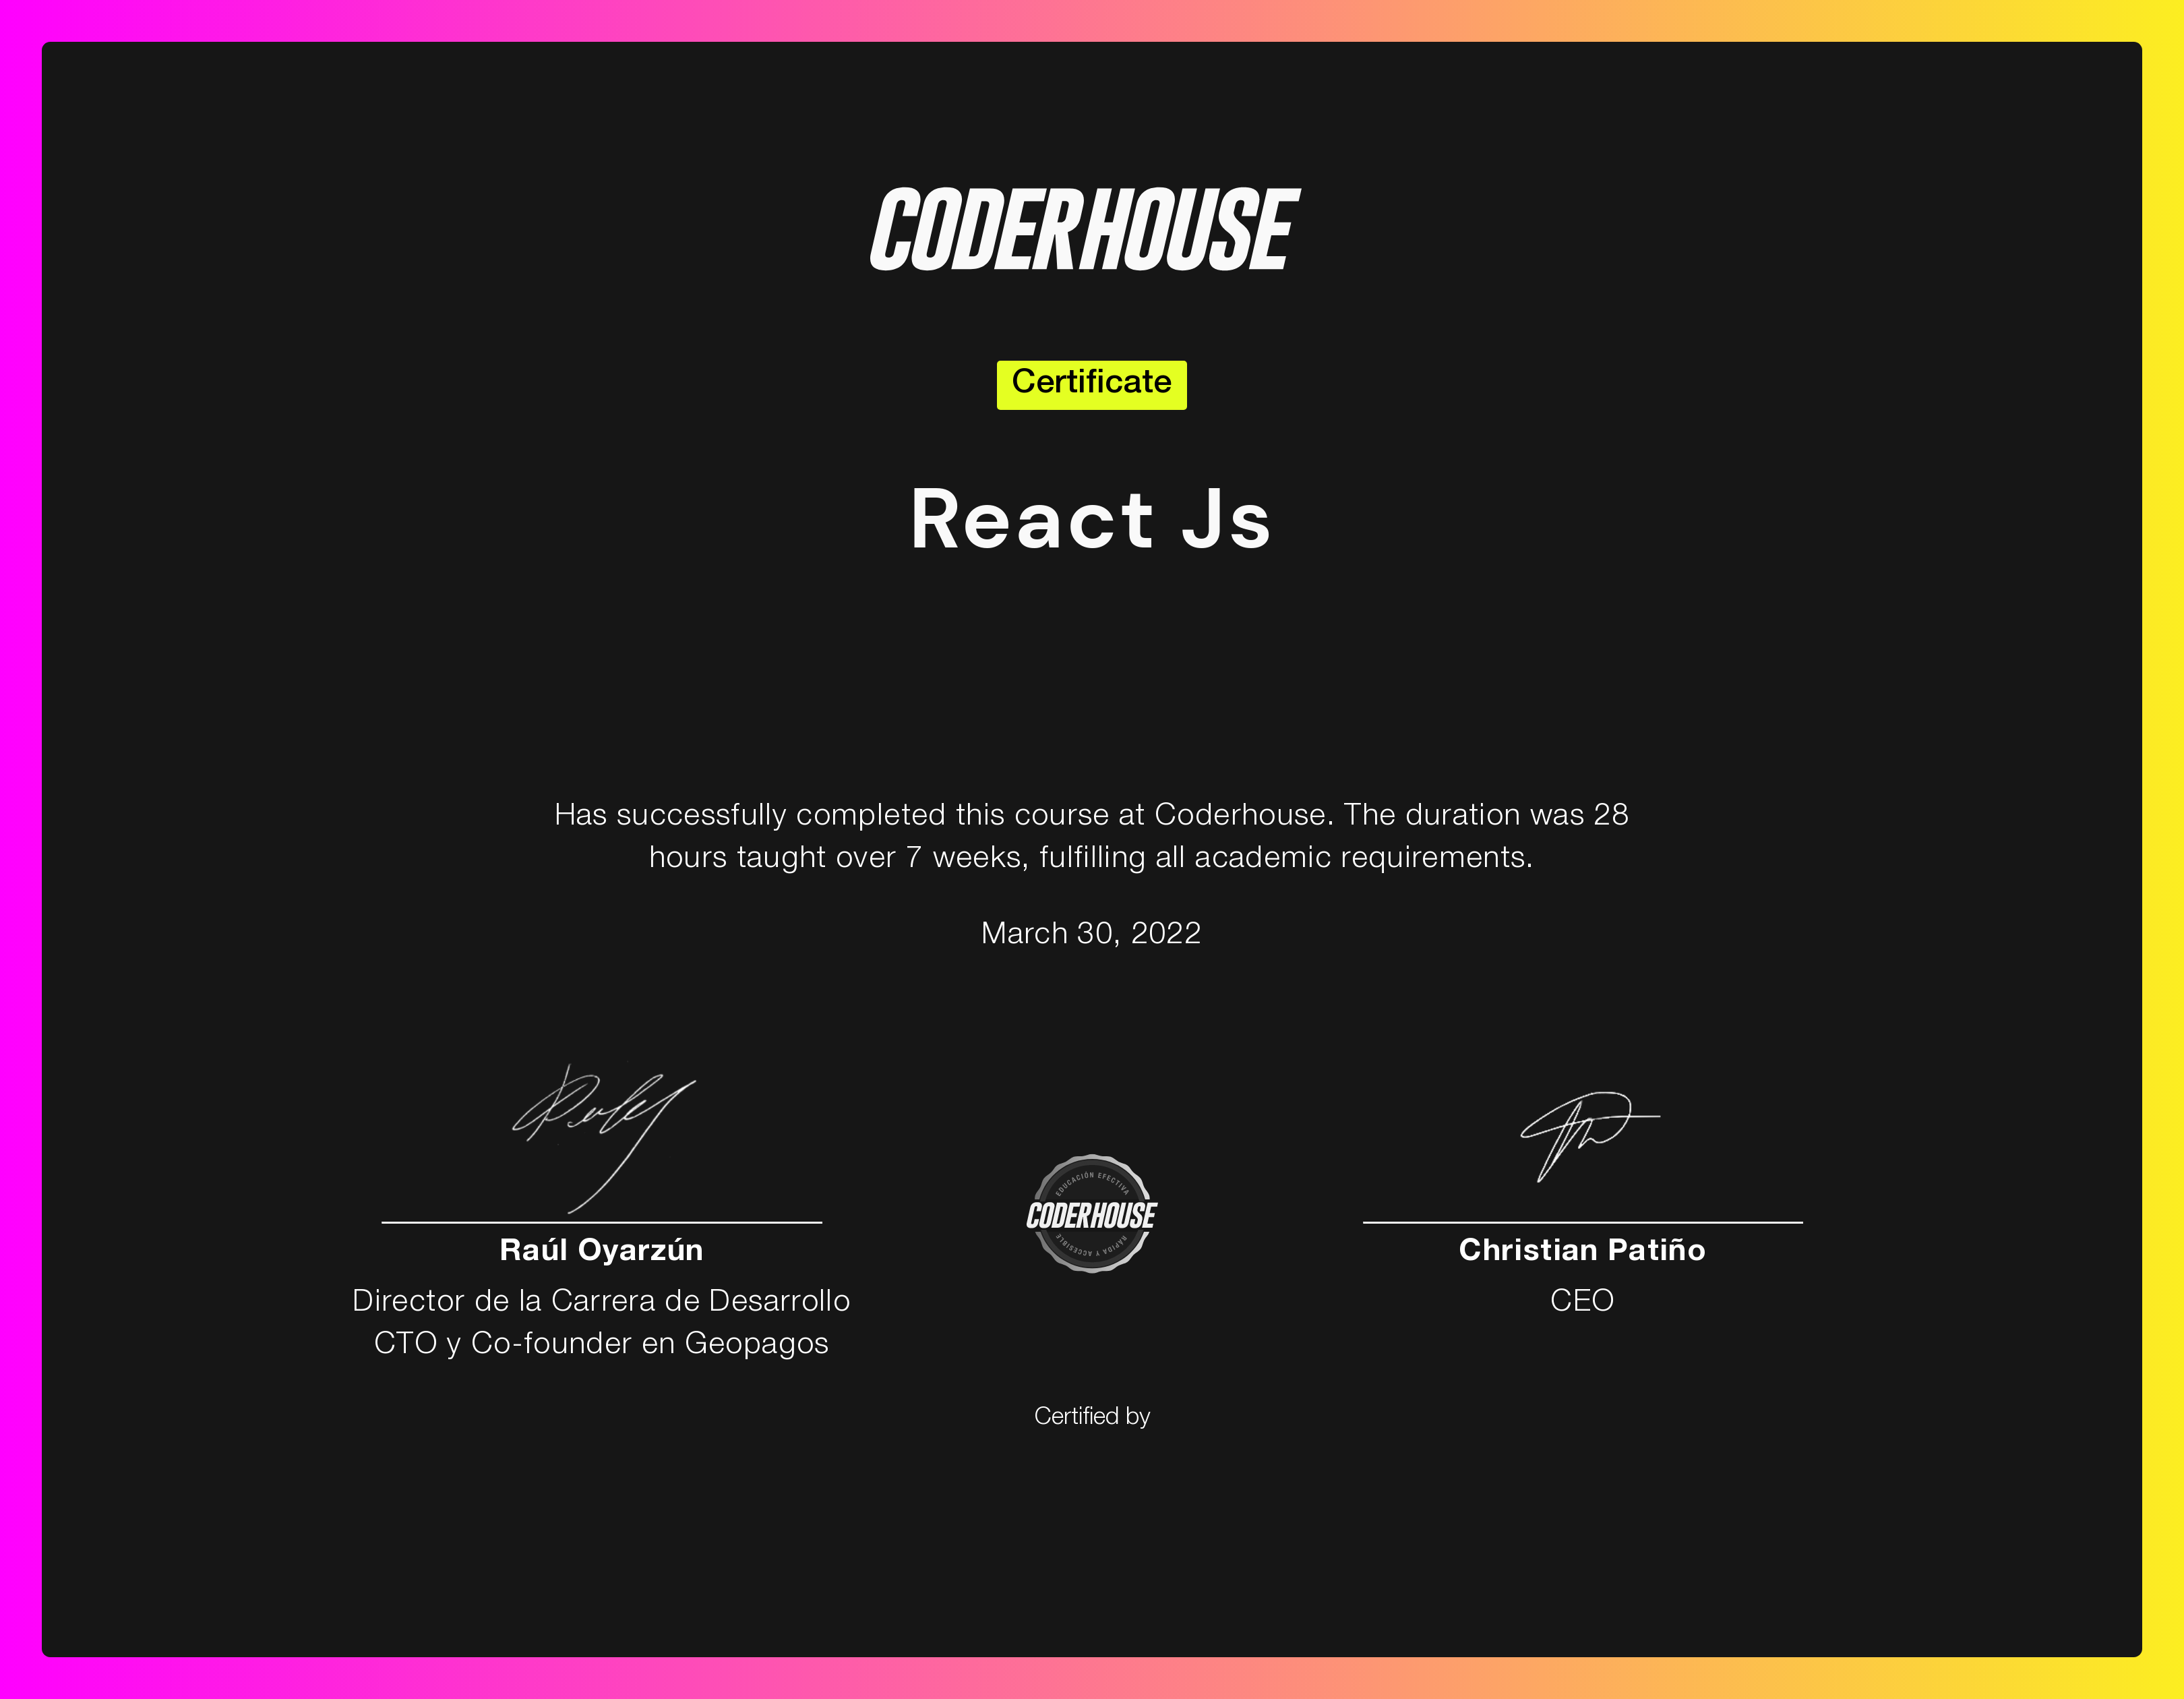 CODERHOUSE
Certificate
React Js
Has successfully completed this course at Coderhouse. The duration was 28
hours taught over 7 weeks, fulfilling all academic requirements.
March 30, 2022
Raúl Oyarzún
Director de la Carrera de Desarrollo
CTO y Co-founder en Geopagos
EDUCACIÓN EFECTIVA
CODERHOUSE
RÁPIDA Y ACCESIBLE
Christian Patiño
CEO
Certified by